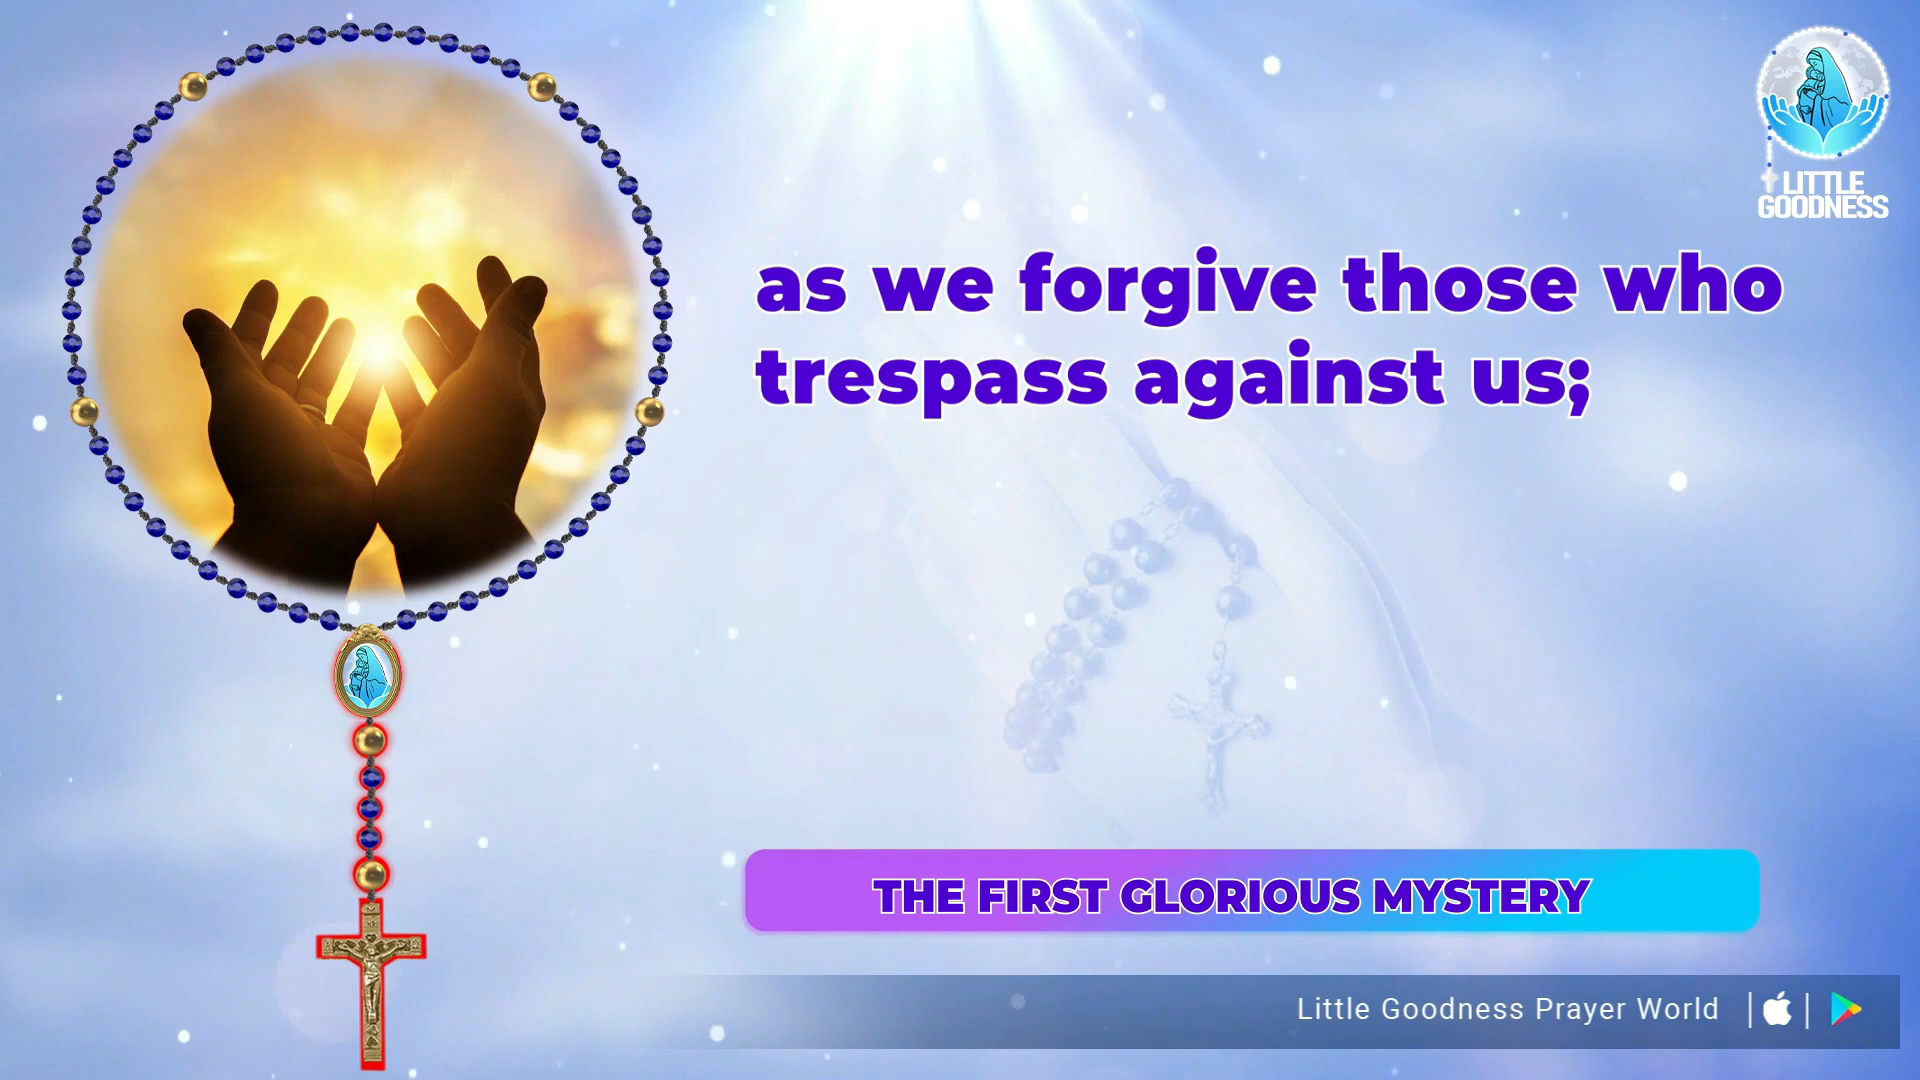 LITTLE
GOODNESS
as we forgive those who
trespass against us;
THE FIRST GLORIOUS MYSTERY
Little Goodness Prayer World